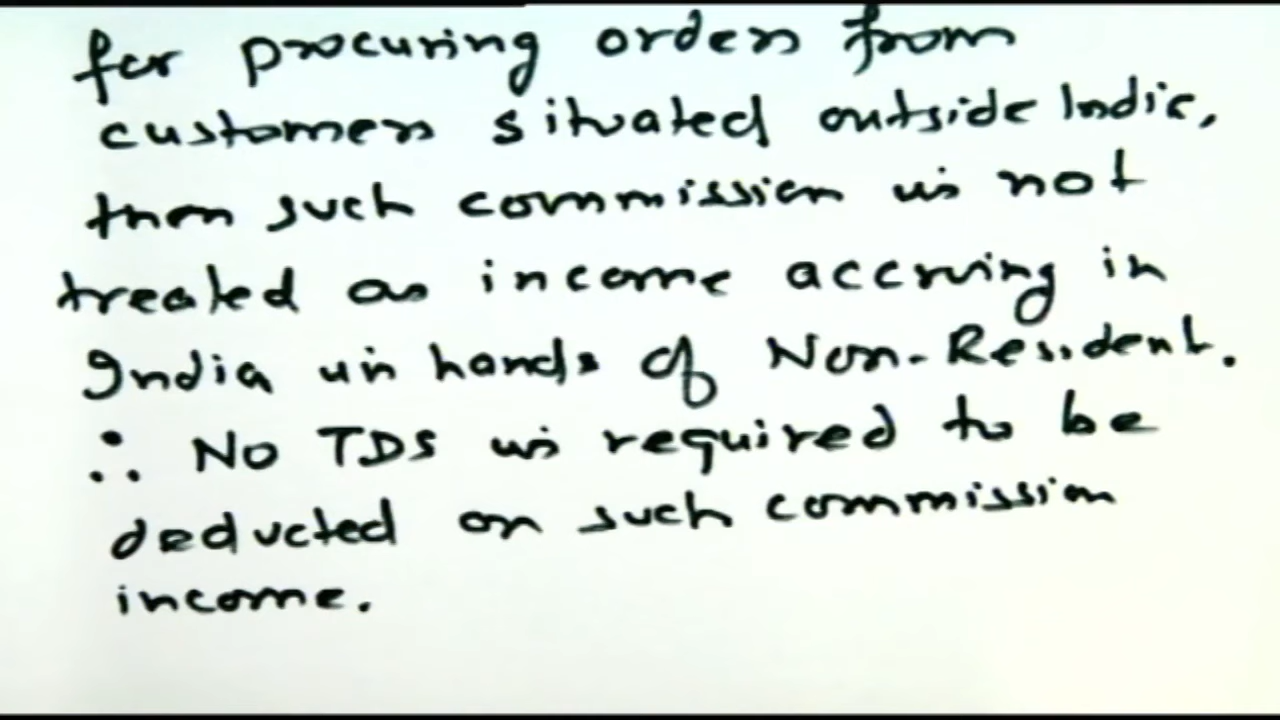 for procuring orders from
customers situated outside India,
then such commission is not
treated as income accruing in
India in hands of Non-Resident.
∴ No TDS is required to be
deducted on such commission
income.